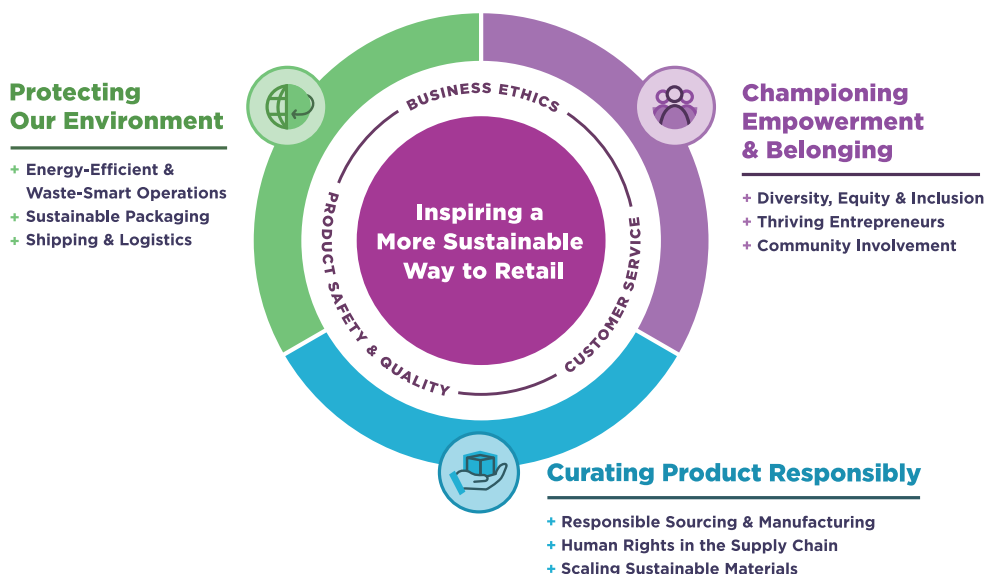 Protecting
Our Environment
+ Energy-Efficient &
Waste-Smart Operations
+ Sustainable Packaging
+ Shipping & Logistics
BUSINESS ETHICS
PRODUCT SAFETY & QUALITY
CUSTOMER SERVICE
Inspiring a
More Sustainable
Way to Retail
Championing
Empowerment
& Belonging
+ Diversity, Equity & Inclusion
+ Thriving Entrepreneurs
+ Community Involvement
Curating Product Responsibly
+ Responsible Sourcing & Manufacturing
+ Human Rights in the Supply Chain
+ Scaling Sustainable Materials